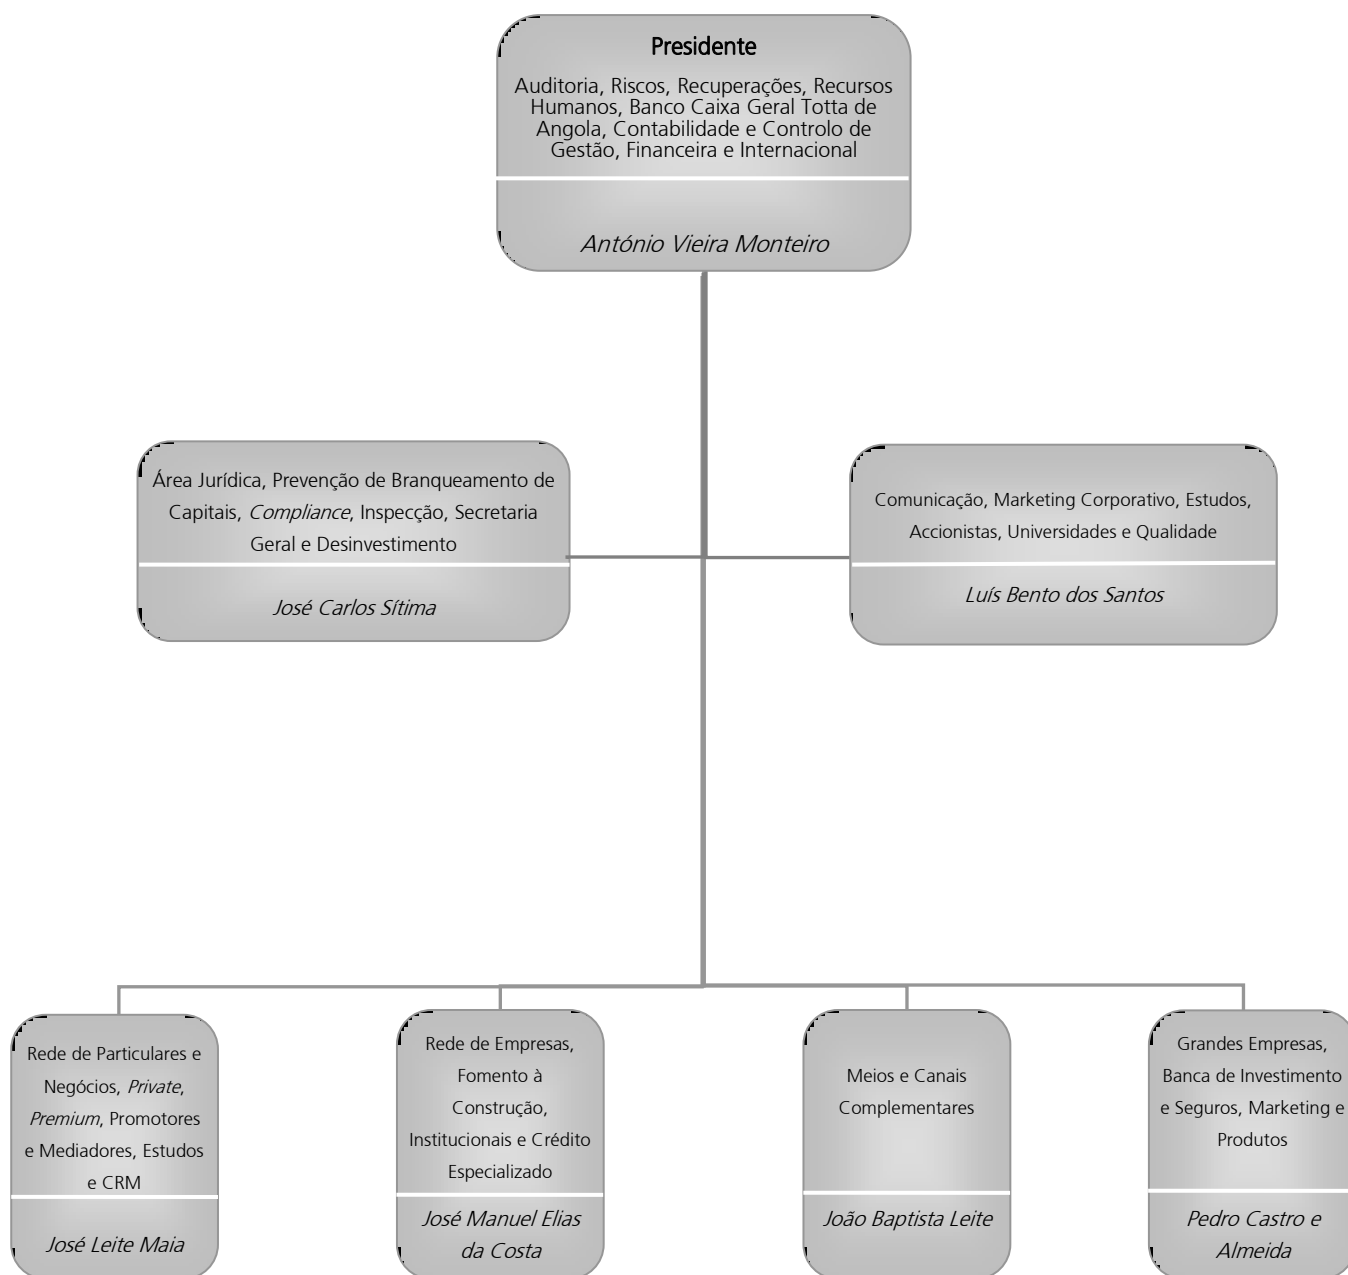 Presidente
Auditoria, Riscos, Recuperações, Recursos
Humanos, Banco Caixa Geral Totta de
Angola, Contabilidade e Controlo de
Gestão, Financeira e Internacional
António Vieira Monteiro
Área Jurídica, Prevenção de Branqueamento de
Capitais, Compliance, Inspecção, Secretaria
Geral e Desinvestimento
José Carlos Sítima
Comunicação, Marketing Corporativo, Estudos,
Accionistas, Universidades e Qualidade
Luís Bento dos Santos
Rede de Particulares e
Negócios, Private,
Premium, Promotores
e Mediadores, Estudos
e CRM
José Leite Maia
Rede de Empresas,
Fomento à
Construção,
Institucionais e Crédito
Especializado
José Manuel Elias
da Costa
Meios e Canais
Complementares
João Baptista Leite
Grandes Empresas,
Banca de Investimento
e Seguros, Marketing e
Produtos
Pedro Castro e
Almeida